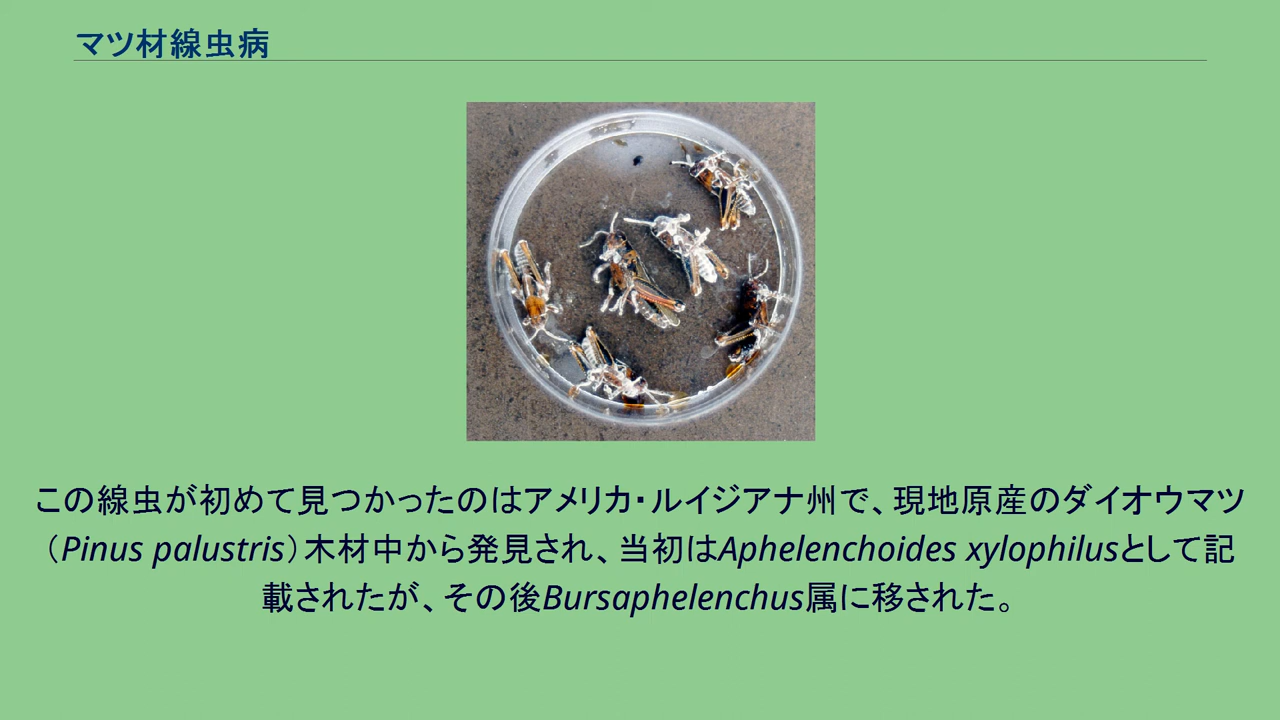 マツ材線虫病
この線虫が初めて見つかったのはアメリカ・ルイジアナ州で、現地原産のダイオウマツ
（Pinus palustris）木材中から発見され、当初はAphelenchoides xylophilusとして記
載されたが、その後Bursaphelenchus属に移された。